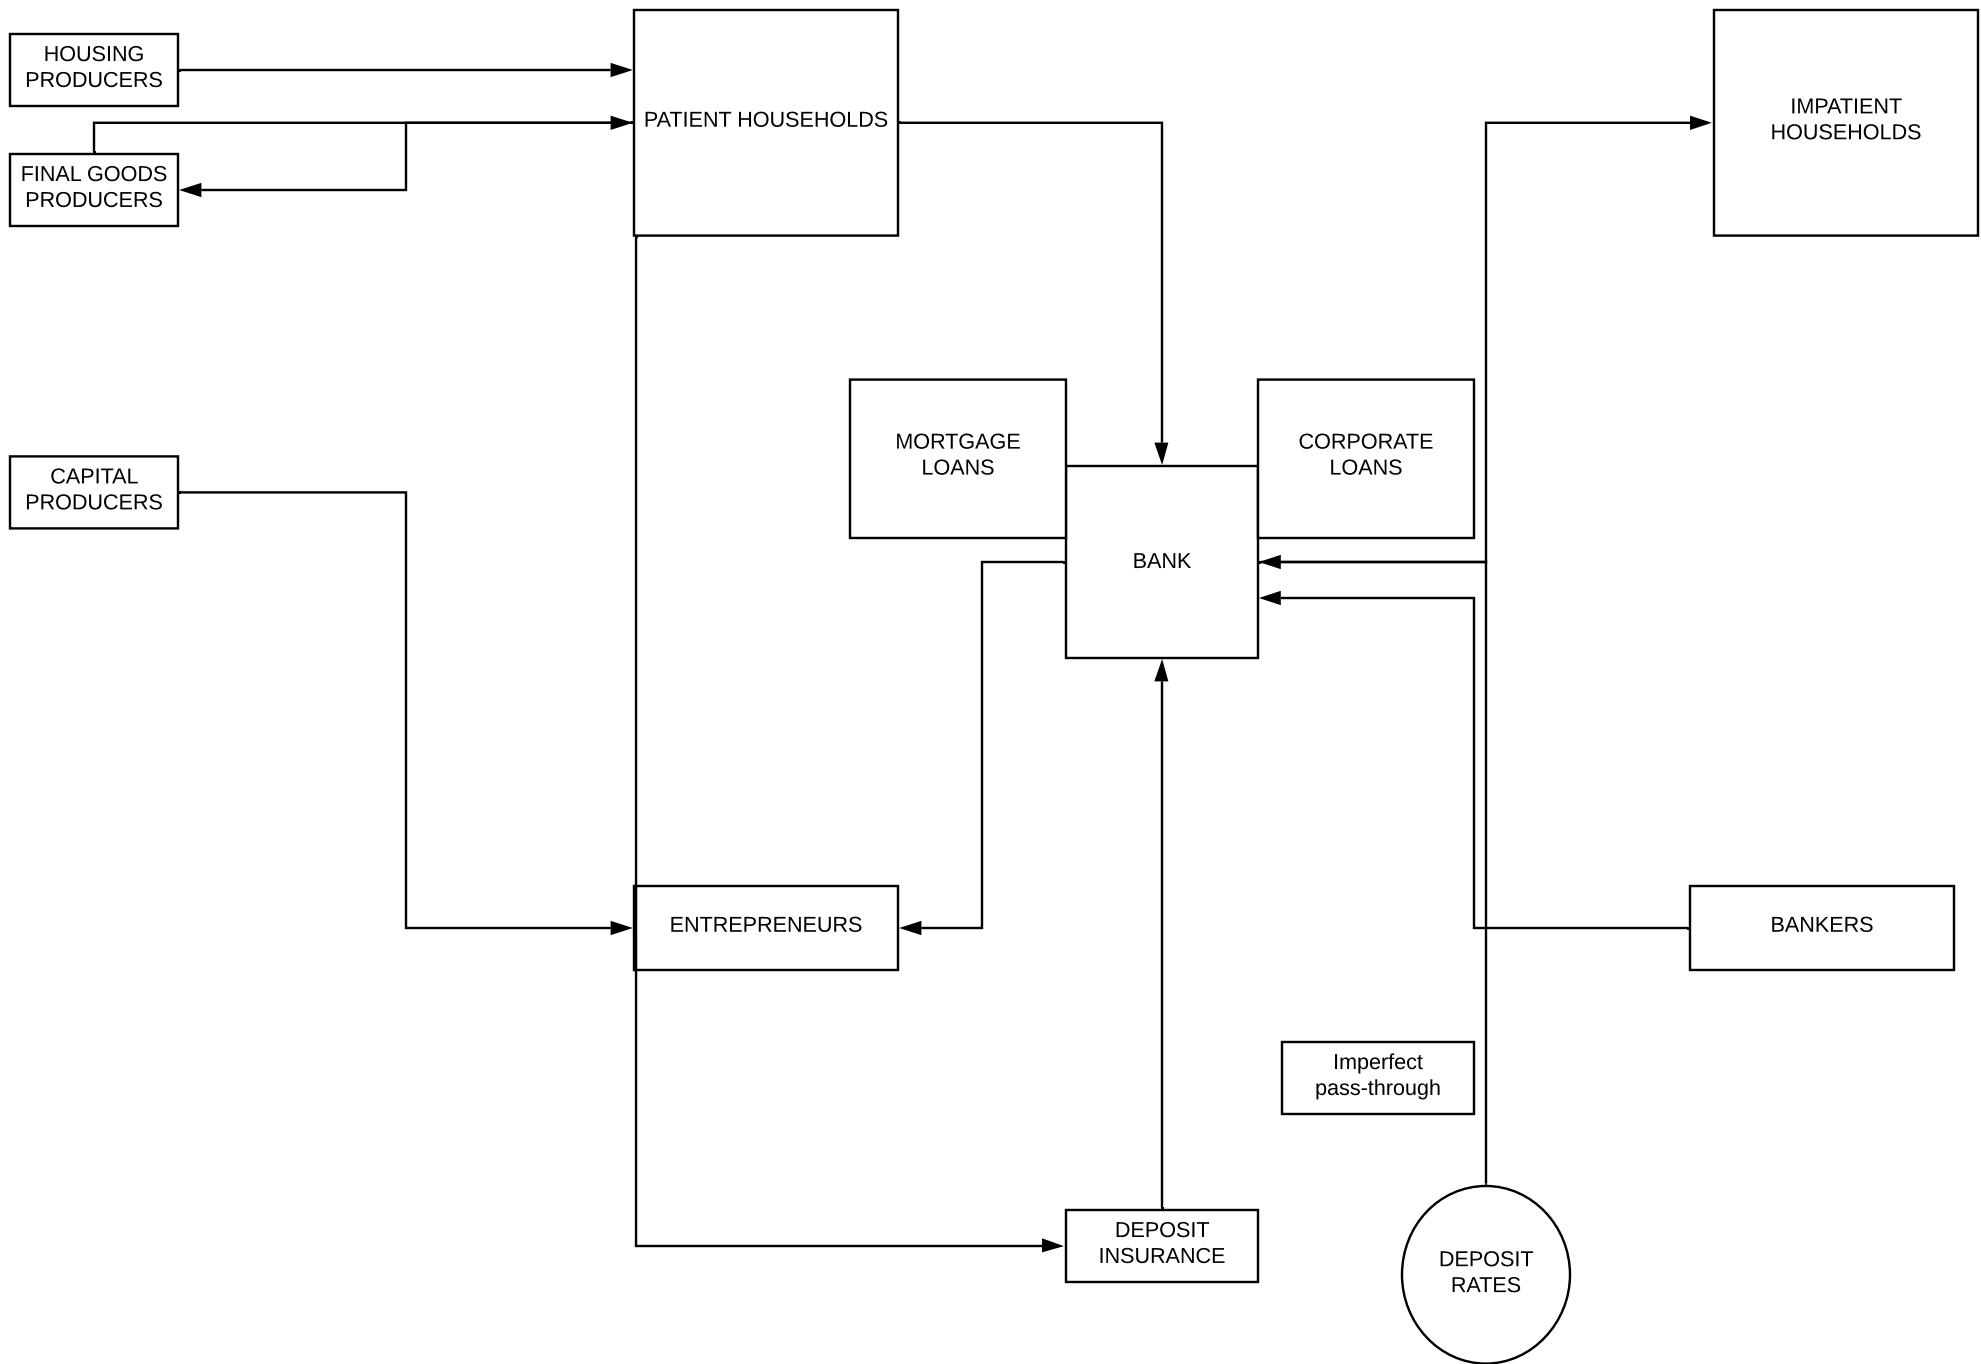 HOUSING
PRODUCERS
PATIENT HOUSEHOLDS
IMPATIENT
HOUSEHOLDS
FINAL GOODS
PRODUCERS
MORTGAGE
LOANS
CORPORATE
LOANS
CAPITAL
PRODUCERS
BANK
ENTREPRENEURS
BANKERS
Imperfect
pass-through
DEPOSIT
INSURANCE
DEPOSIT
RATES